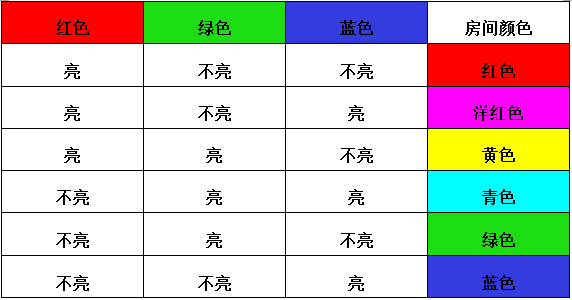 红色 绿色 蓝色 房间颜色
亮 不亮 不亮 红色
亮 不亮 亮 洋红色
亮 亮 不亮 黄色
不亮 亮 亮 青色
不亮 亮 不亮 绿色
不亮 不亮 亮 蓝色